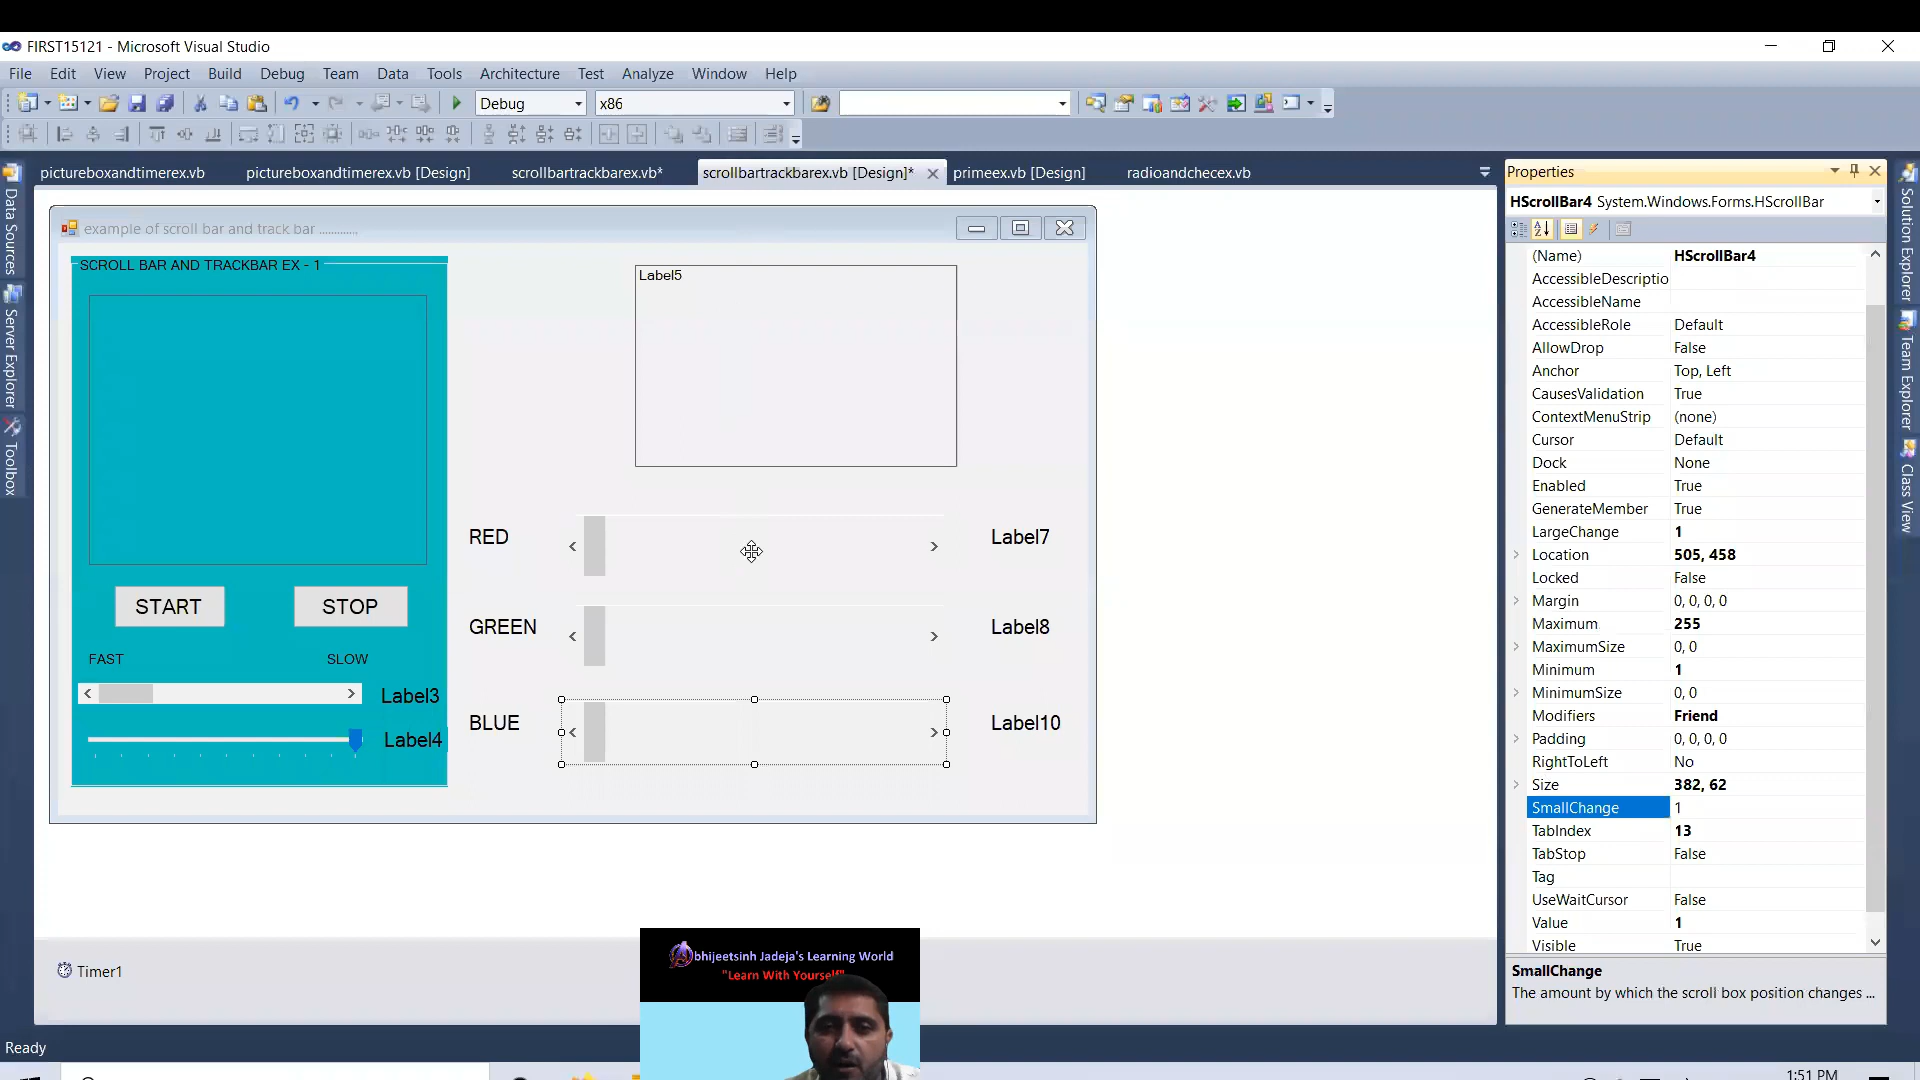 FIRST15121 - Microsoft Visual Studio
File Edit View Project Build Debug Team Data Tools Architecture Test Analyze Window Help
Debug x86
pictureboxandtimerex.vb pictureboxandtimerex.vb [Design] scrollbartrackbarex.vb* scrollbartrackbarex.vb [Design]* primeex.vb [Design] radioandchecex.vb
Data Sources
Server Explorer
Toolbox
example of scroll bar and track bar ............
SCROLL BAR AND TRACKBAR EX - 1
START STOP
FAST SLOW
Label3
Label4
Label5
RED Label7
GREEN Label8
BLUE Label10
Timer1
bhijeetsinh Jadeja's Learning World
"Learn With Yourself"
Properties
HScrollBar4 System.Windows.Forms.HScrollBar
(Name) HScrollBar4
AccessibleDescriptio
AccessibleName
AccessibleRole Default
AllowDrop False
Anchor Top, Left
CausesValidation True
ContextMenuStrip (none)
Cursor Default
Dock None
Enabled True
GenerateMember True
LargeChange 1
Location 505, 458
Locked False
Margin 0, 0, 0, 0
Maximum 255
MaximumSize 0, 0
Minimum 1
MinimumSize 0, 0
Modifiers Friend
Padding 0, 0, 0, 0
RightToLeft No
Size 382, 62
SmallChange 1
TabIndex 13
TabStop False
Tag
UseWaitCursor False
Value 1
Visible True
SmallChange
The amount by which the scroll box position changes ...
Solution Explorer
Team Explorer
Class View
Ready
1:51 PM